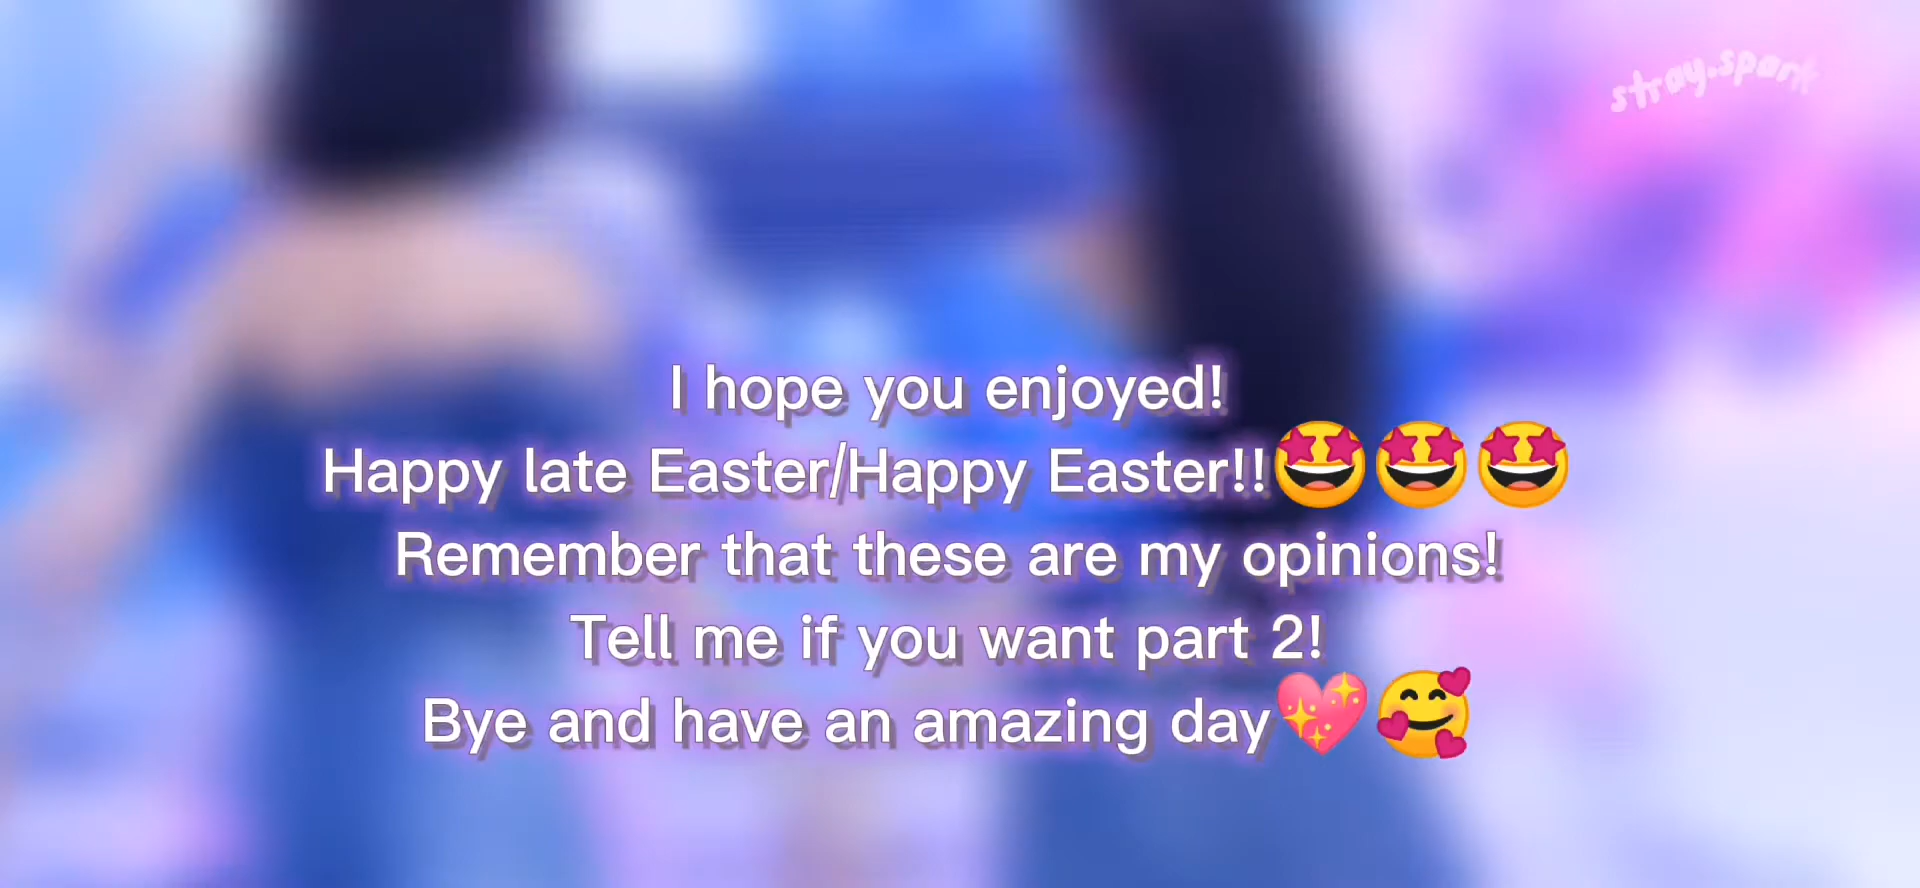 stray.spark
I hope you enjoyed!
Happy late Easter/Happy Easter!!🤩🤩🤩
Remember that these are my opinions!
Tell me if you want part 2!
Bye and have an amazing day💖🥰